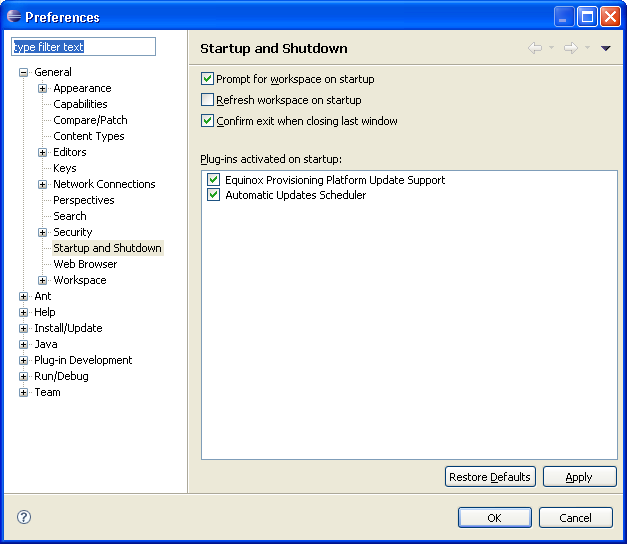 Preferences
type filter text
General
Appearance
Capabilities
Compare/Patch
Content Types
Editors
Keys
Network Connections
Perspectives
Search
Security
Startup and Shutdown
Web Browser
Workspace
Ant
Help
Install/Update
Java
Plug-in Development
Run/Debug
Team
Startup and Shutdown
Prompt for workspace on startup
Refresh workspace on startup
Confirm exit when closing last window
Plug-ins activated on startup:
Equinox Provisioning Platform Update Support
Automatic Updates Scheduler
Restore Defaults Apply
? OK Cancel